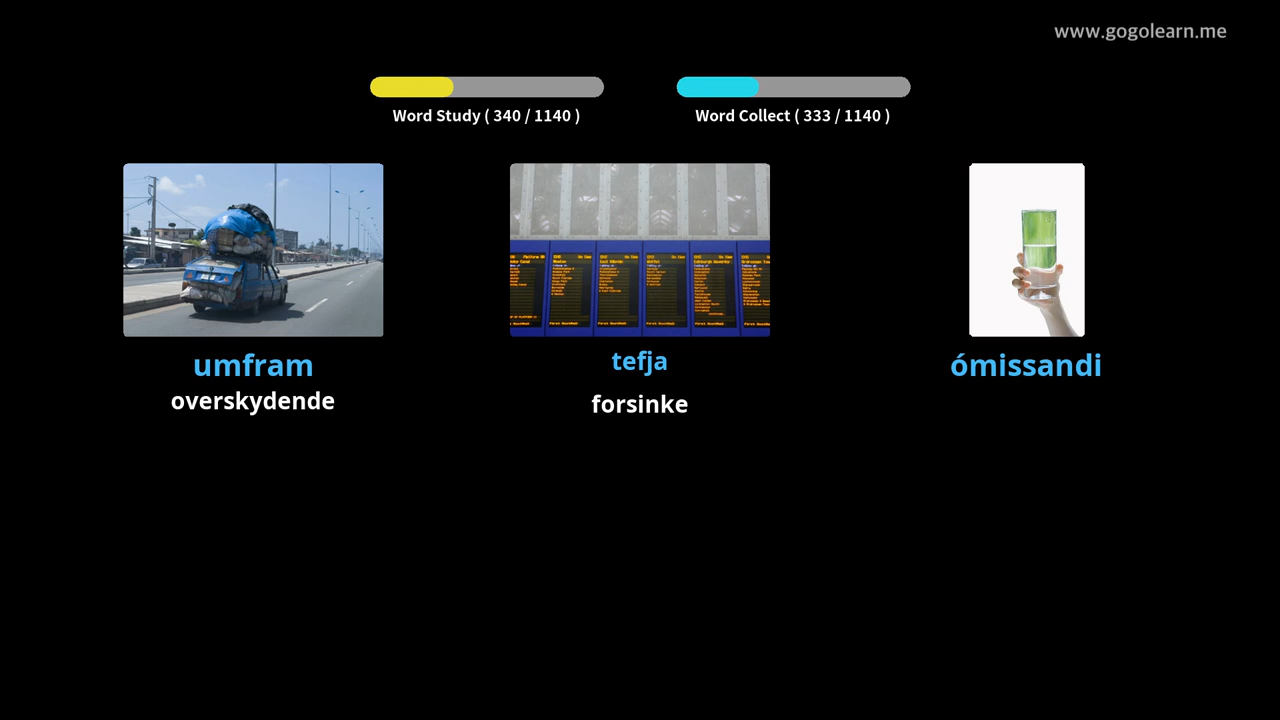 www.gogolearn.me
Word Study ( 340 / 1140 )
Word Collect ( 333 / 1140 )
umfram
overskydende
tefja
forsinke
ómissandi